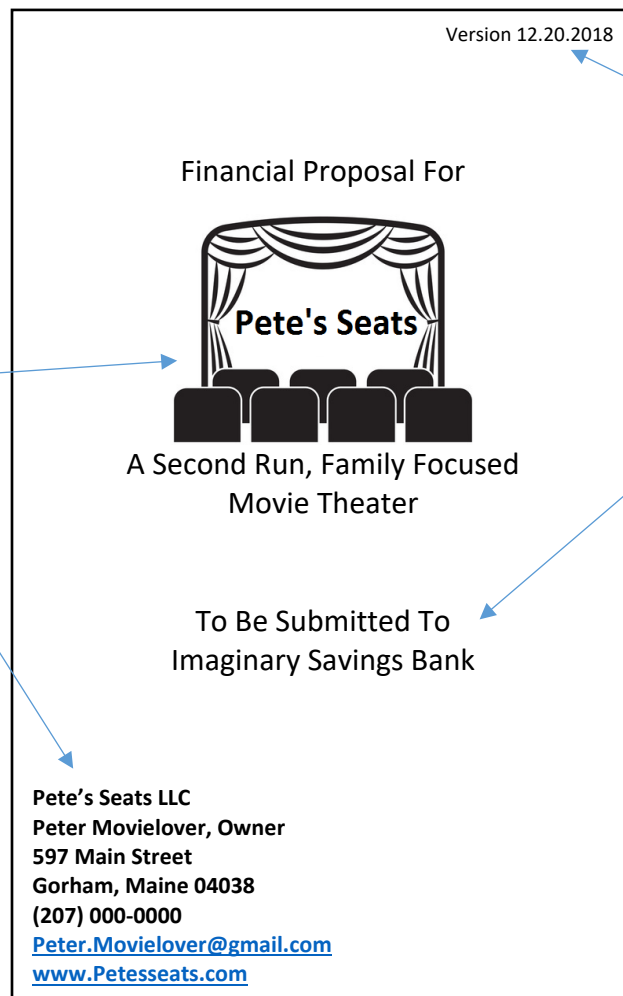 Version 12.20.2018
Financial Proposal For
Pete's Seats
A Second Run, Family Focused
Movie Theater
To Be Submitted To
Imaginary Savings Bank
Pete’s Seats LLC
Peter Movielover, Owner
597 Main Street
Gorham, Maine 04038
(207) 000-0000
Peter.Movielover@gmail.com
www.Petesseats.com